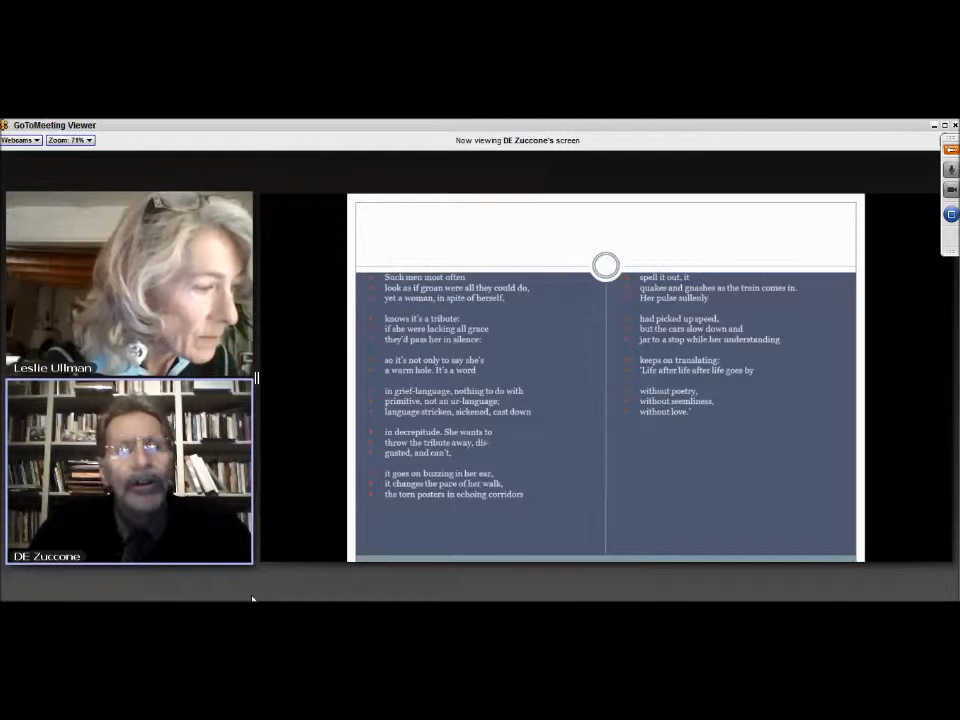 GoToMeeting Viewer
Webcams
Zoom: 71%
Now viewing DE Zuccone's screen
Leslie Ullman
DE Zuccone
Such men most often
look as if groan were all they could do,
yet a woman, in spite of herself,
knows it's a tribute:
if she were lacking all grace
they'd pass her in silence:
so it's not only to say she's
a warm hole. It's a word
in grief-language, nothing to do with
primitive, not an ur-language;
language stricken, sickened, cast down
in decrepitude. She wants to
throw the tribute away, dis-
gusted, and can't,
it goes on buzzing in her ear,
it changes the pace of her walk,
the torn posters in echoing corridors
spell it out, it
quakes and gnashes as the train comes in.
Her pulse sullenly
had picked up speed,
but the cars slow down and
jar to a stop while her understanding
keeps on translating:
'Life after life after life goes by
without poetry,
without seemliness,
without love.'